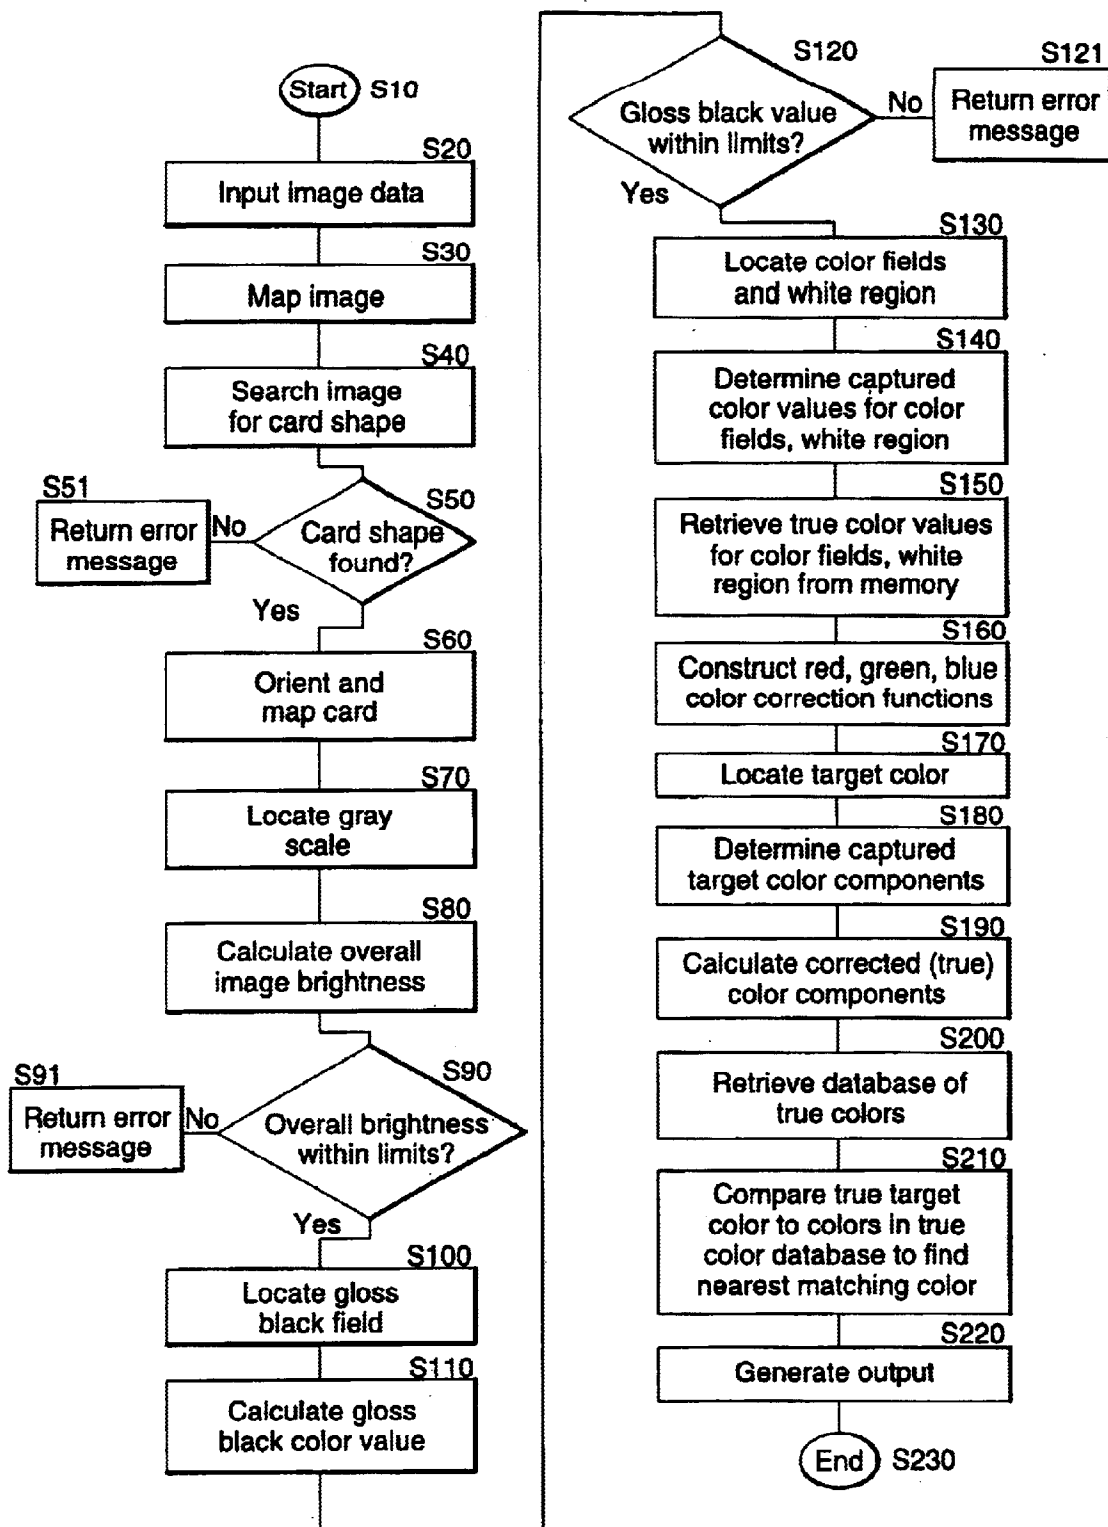 Start S10
S20
Input image data
S30
Map image
S40
Search image
for card shape
S50
Card shape
found?
No
S51
Return error
message
Yes
S60
Orient and
map card
S70
Locate gray
scale
S80
Calculate overall
image brightness
S90
Overall brightness
within limits?
No
S91
Return error
message
Yes
S100
Locate gloss
black field
S110
Calculate gloss
black color value
S120
Gloss black value
within limits?
No
S121
Return error
message
Yes
S130
Locate color fields
and white region
S140
Determine captured
color values for color
fields, white region
S150
Retrieve true color values
for color fields, white
region from memory
S160
Construct red, green, blue
color correction functions
S170
Locate target color
S180
Determine captured
target color components
S190
Calculate corrected (true)
color components
S200
Retrieve database of
true colors
S210
Compare true target
color to colors in true
color database to find
nearest matching color
S220
Generate output
End S230